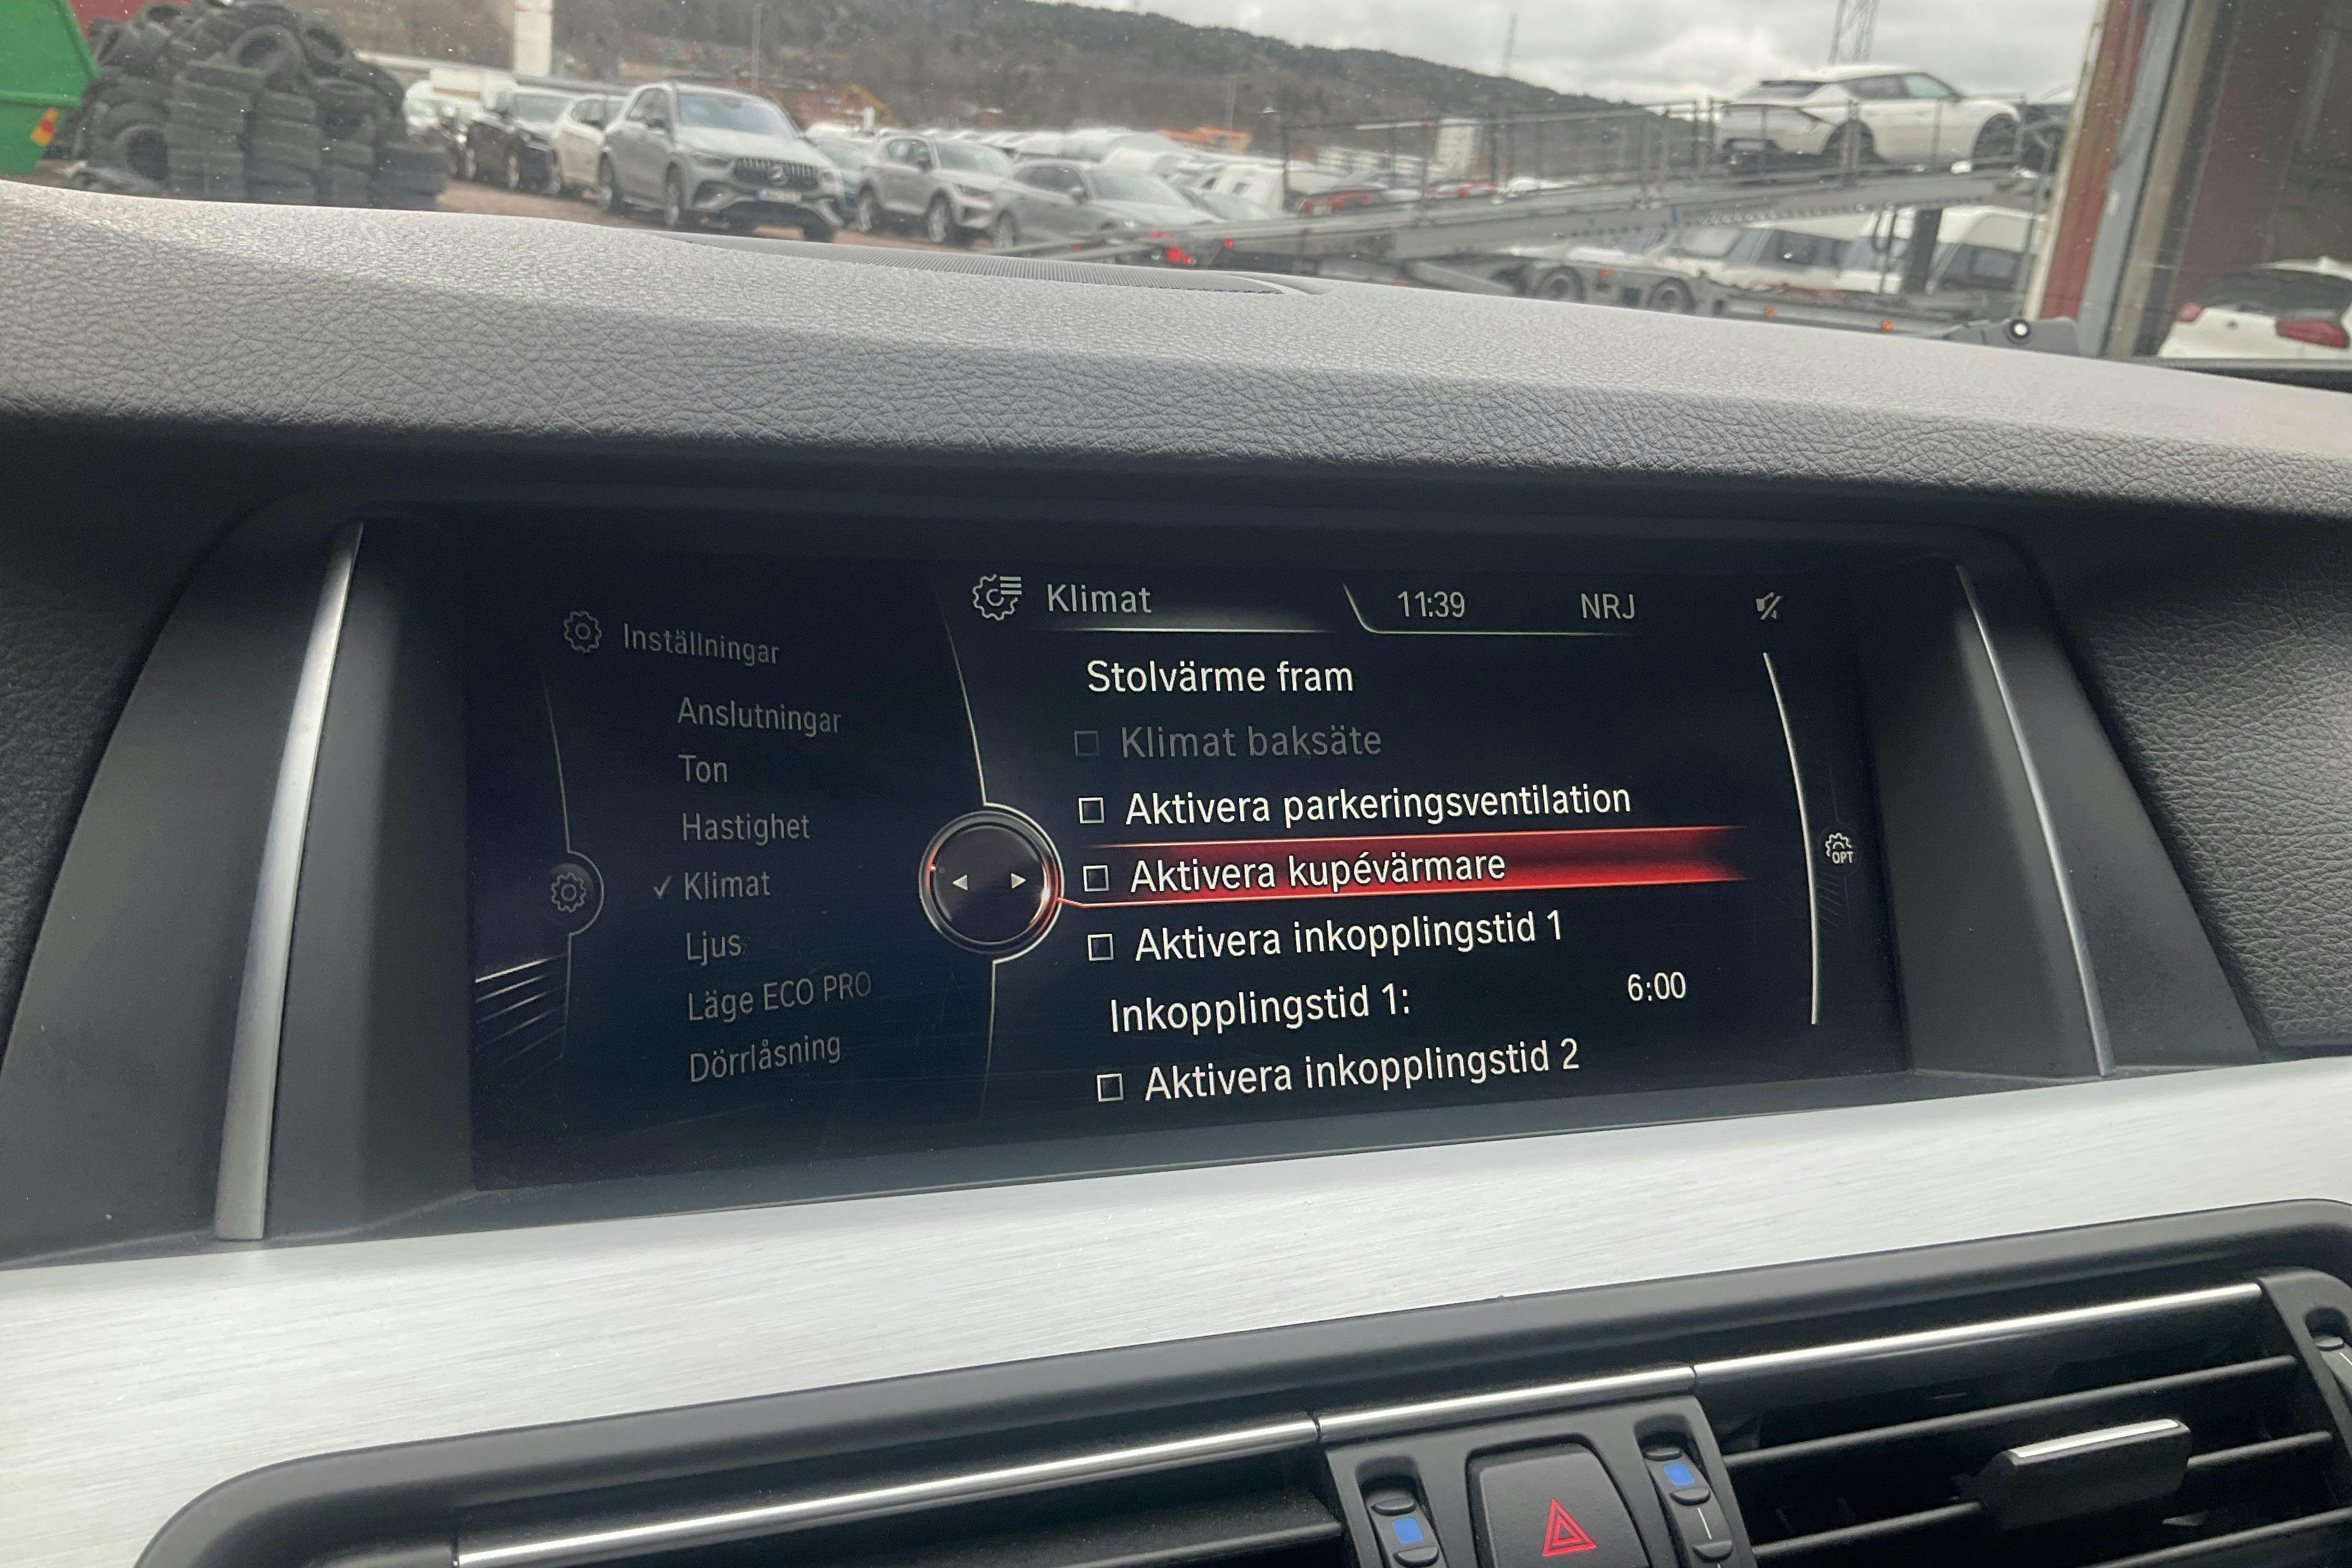 Inställningar
Anslutningar
Ton
Hastighet
✓ Klimat
Ljus
Läge ECO PRO
Dörrlåsning
Klimat
11:39
NRJ
Stolvärme fram
Klimat baksäte
Aktivera parkeringsventilation
Aktivera kupévärmare
Aktivera inkopplingstid 1
Inkopplingstid 1: 6:00
Aktivera inkopplingstid 2
OPT